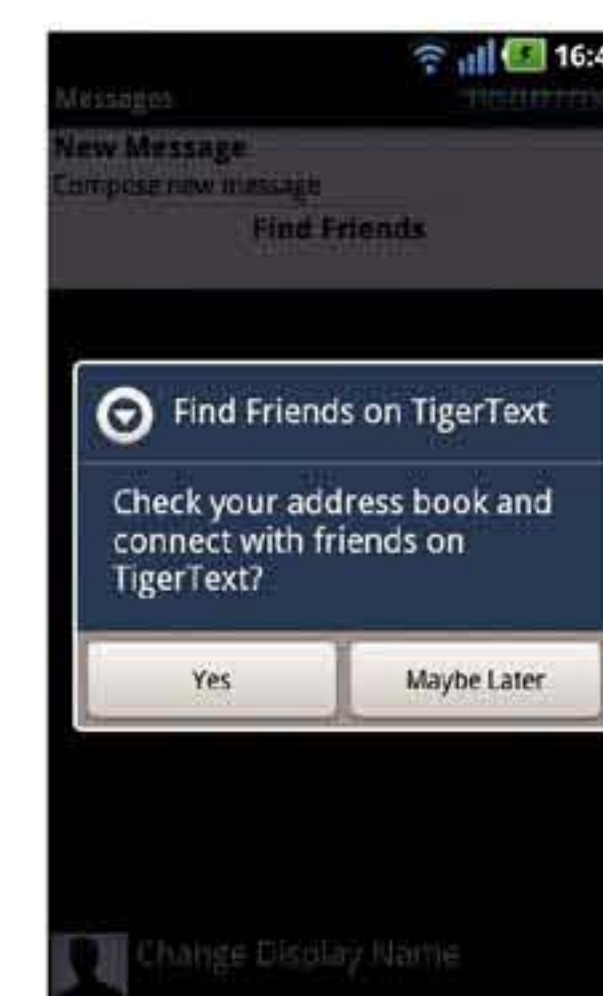 16:4
Messages
New Message
Compose new message
Find Friends
Find Friends on TigerText
Check your address book and
connect with friends on
TigerText?
Yes
Maybe Later
Change Display Name